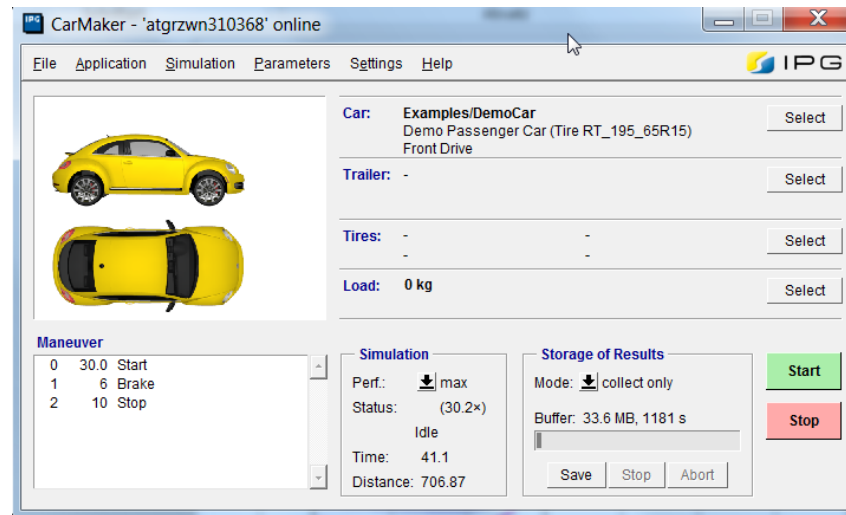 IPG CarMaker - 'atgrzwn310368' online
File Application Simulation Parameters Settings Help
IPG
Car: Examples/DemoCar Select
Demo Passenger Car (Tire RT_195_65R15)
Front Drive
Trailer: - Select
Tires: - - Select
- -
Load: 0 kg Select
Maneuver
0 30.0 Start
1 6 Brake
2 10 Stop
Simulation
Perf.: max
Status: (30.2×)
Idle
Time: 41.1
Distance: 706.87
Storage of Results
Mode: collect only
Buffer: 33.6 MB, 1181 s
Save Stop Abort
Start
Stop